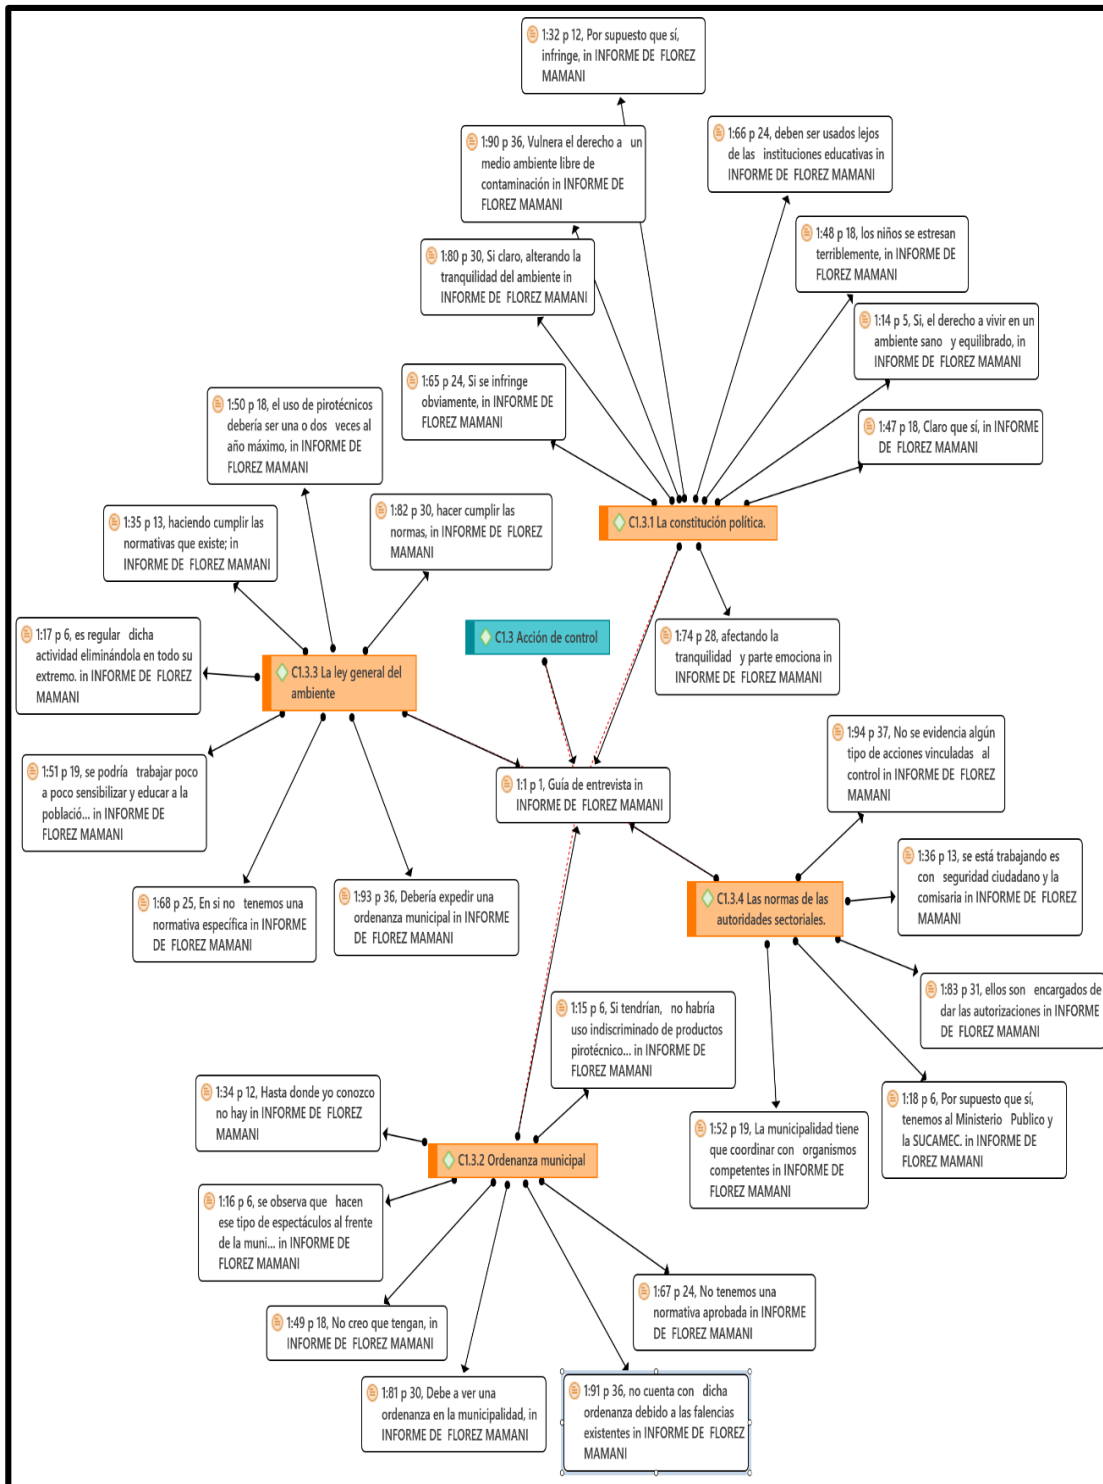 1:32 p 12, Por supuesto que sí,
infringe, in INFORME DE FLOREZ
MAMANI
1:90 p 36, Vulnera el derecho a un
medio ambiente libre de
contaminación in INFORME DE
FLOREZ MAMANI
1:66 p 24, deben ser usados lejos
de las instituciones educativas in
INFORME DE FLOREZ MAMANI
1:80 p 30, Si claro, alterando la
tranquilidad del ambiente in
INFORME DE FLOREZ MAMANI
1:48 p 18, los niños se estresan
terriblemente, in INFORME DE
FLOREZ MAMANI
1:14 p 5, Si, el derecho a vivir en un
ambiente sano y equilibrado, in
INFORME DE FLOREZ MAMANI
1:65 p 24, Si se infringe
obviamente, in INFORME DE
FLOREZ MAMANI
1:47 p 18, Claro que sí, in INFORME
DE FLOREZ MAMANI
1:50 p 18, el uso de pirotécnicos
debería ser una o dos veces al
año máximo, in INFORME DE
FLOREZ MAMANI
1:82 p 30, hacer cumplir las
normas, in INFORME DE FLOREZ
MAMANI
1:35 p 13, haciendo cumplir las
normativas que existe; in
INFORME DE FLOREZ MAMANI
C1.3.1 La constitución política.
1:17 p 6, es regular dicha
actividad eliminándola en todo su
extremo. in INFORME DE FLOREZ
MAMANI
C1.3 Acción de control
1:74 p 28, afectando la
tranquilidad y parte emociona in
INFORME DE FLOREZ MAMANI
C1.3.3 La ley general del
ambiente
1:51 p 19, se podría trabajar poco
a poco sensibilizar y educar a la
població... in INFORME DE
FLOREZ MAMANI
1:1 p 1, Guía de entrevista in
INFORME DE FLOREZ MAMANI
1:94 p 37, No se evidencia algún
tipo de acciones vinculadas al
control in INFORME DE FLOREZ
MAMANI
1:36 p 13, se está trabajando es
con seguridad ciudadano y la
comisaria in INFORME DE FLOREZ
MAMANI
1:68 p 25, En si no tenemos una
normativa específica in INFORME
DE FLOREZ MAMANI
1:93 p 36, Debería expedir una
ordenanza municipal in INFORME
DE FLOREZ MAMANI
C1.3.4 Las normas de las
autoridades sectoriales.
1:83 p 31, ellos son encargados de
dar las autorizaciones in INFORME
DE FLOREZ MAMANI
1:15 p 6, Si tendrían, no habría
uso indiscriminado de productos
pirotécnico... in INFORME DE
FLOREZ MAMANI
1:34 p 12, Hasta donde yo conozco
no hay in INFORME DE FLOREZ
MAMANI
1:52 p 19, La municipalidad tiene
que coordinar con organismos
competentes in INFORME DE
FLOREZ MAMANI
1:18 p 6, Por supuesto que sí,
tenemos al Ministerio Publico y
la SUCAMEC. in INFORME DE
FLOREZ MAMANI
C1.3.2 Ordenanza municipal
1:16 p 6, se observa que hacen
ese tipo de espectáculos al frente
de la muni... in INFORME DE
FLOREZ MAMANI
1:67 p 24, No tenemos una
normativa aprobada in INFORME
DE FLOREZ MAMANI
1:49 p 18, No creo que tengan, in
INFORME DE FLOREZ MAMANI
1:81 p 30, Debe a ver una
ordenanza en la municipalidad, in
INFORME DE FLOREZ MAMANI
1:91 p 36, no cuenta con dicha
ordenanza debido a las falencias
existentes in INFORME DE FLOREZ
MAMANI